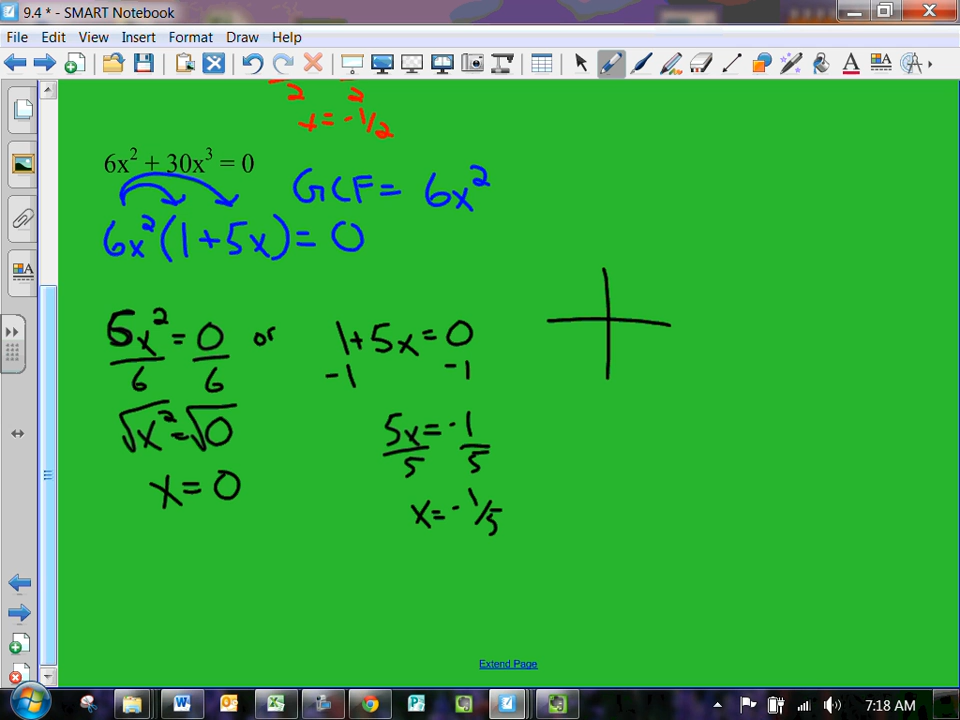 9.4 * - SMART Notebook
File Edit View Insert Format Draw Help
2 2
x = -1/2
6x² + 30x³ = 0
GCF = 6x²
6x²(1+5x) = 0
6x² = 0 or 1+5x = 0
6 6 -1 -1
√x² = √0 5x = -1
5 5
x = 0
x = -1/5
Extend Page
7:18 AM